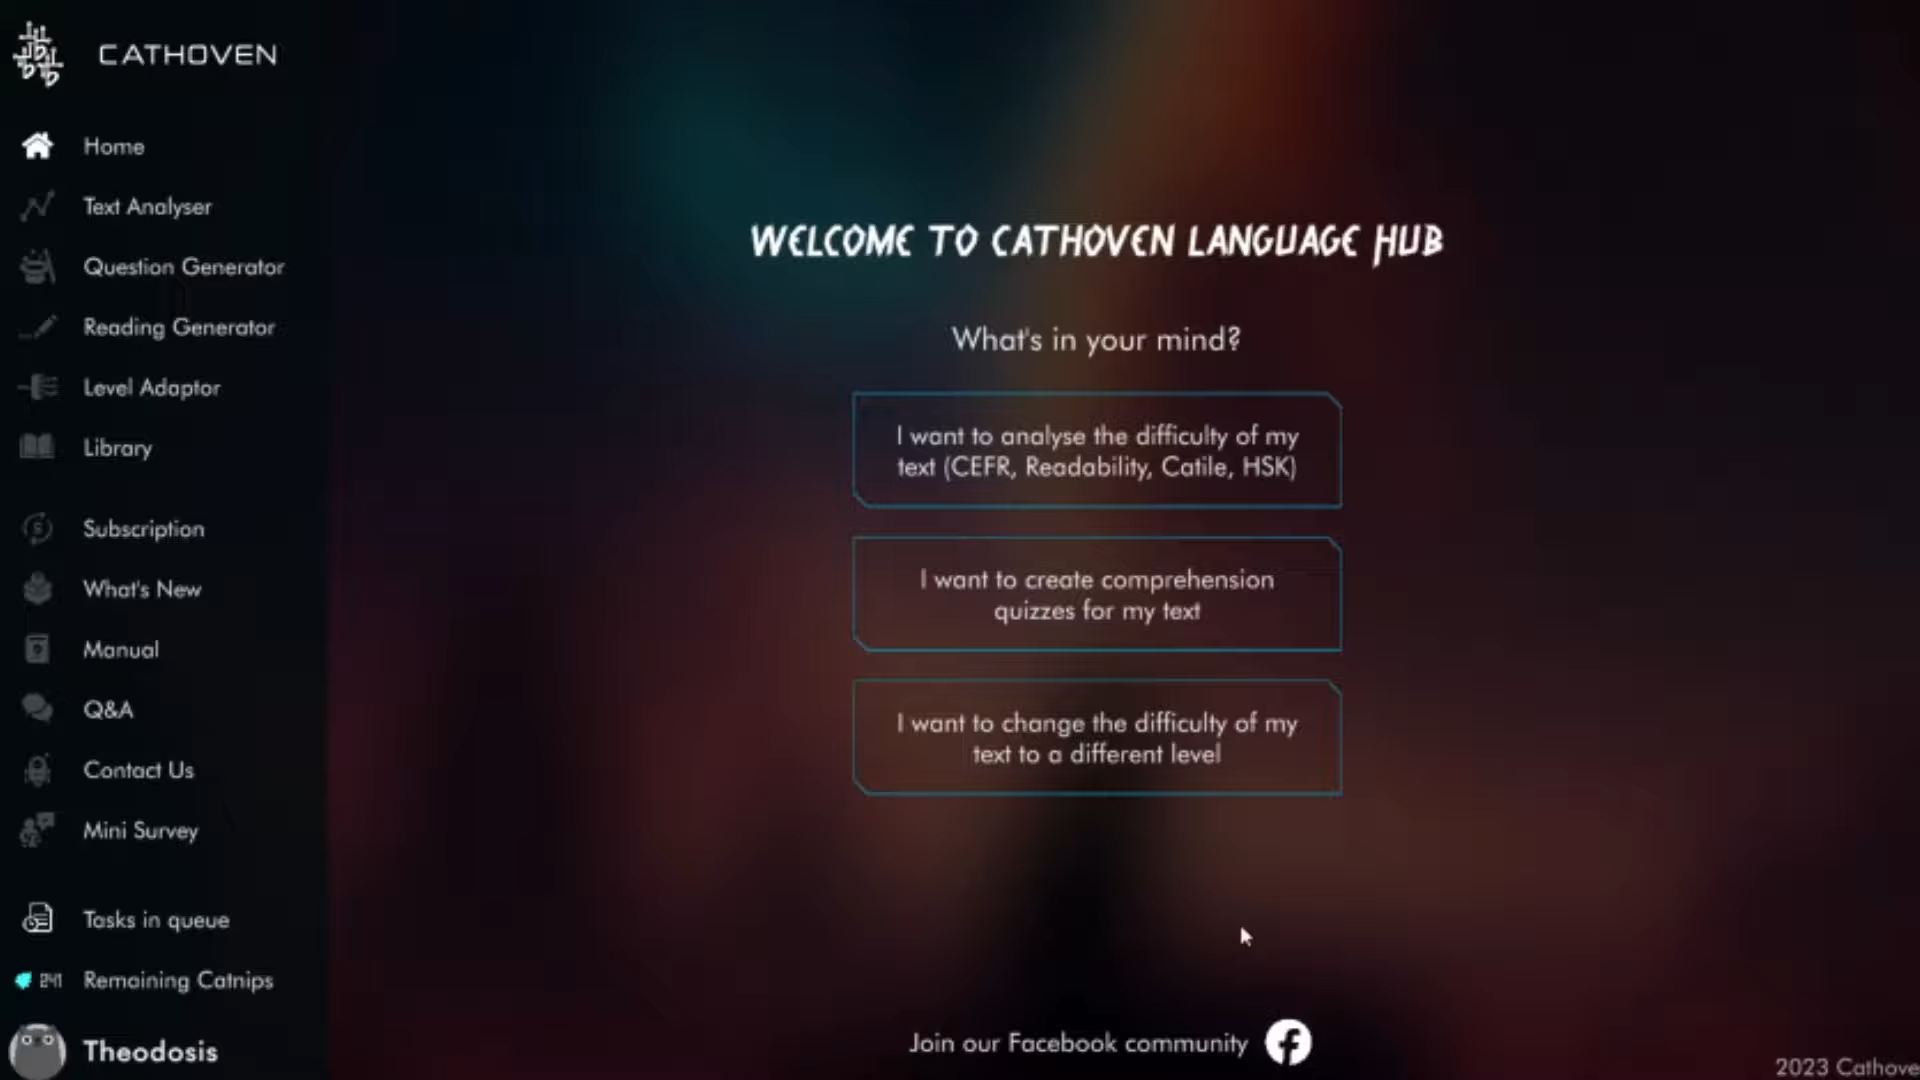 CATHOVEN
Home
Text Analyser
Question Generator
Reading Generator
Level Adaptor
Library
Subscription
What's New
Manual
Q&A
Contact Us
Mini Survey
Tasks in queue
241 Remaining Catnips
Theodosis
WELCOME TO CATHOVEN LANGUAGE HUB
What's in your mind?
I want to analyse the difficulty of my
text (CEFR, Readability, Catile, HSK)
I want to create comprehension
quizzes for my text
I want to change the difficulty of my
text to a different level
Join our Facebook community
2023 Cathove